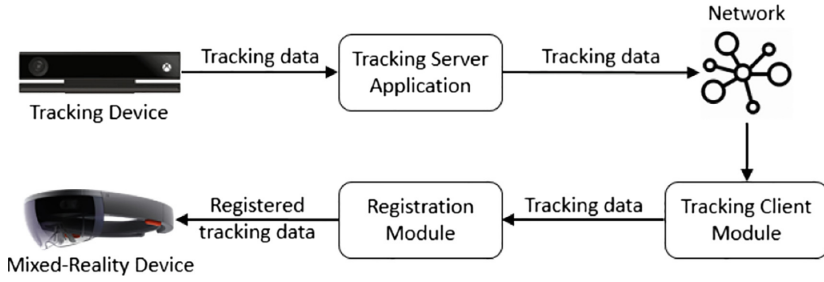 Network
Tracking data
Tracking Server
Application
Tracking data
Tracking Device
Registered
tracking data
Registration
Module
Tracking data
Tracking Client
Module
Mixed-Reality Device